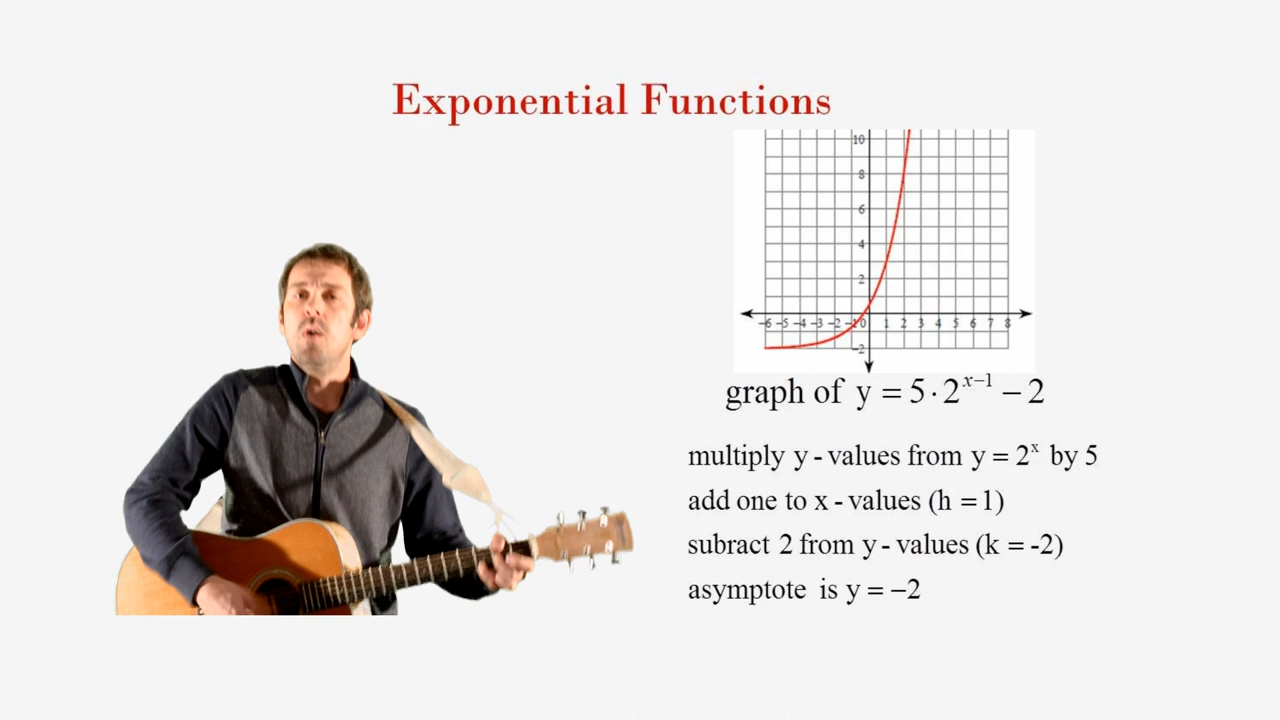 Exponential Functions
10
8
6
4
2
-6 -5 -4 -3 -2 -1 0 1 2 3 4 5 6 7 8
-2
graph of y = 5 · 2^{x−1} − 2
multiply y - values from y = 2^x by 5
add one to x - values (h = 1)
subract 2 from y - values (k = -2)
asymptote is y = −2